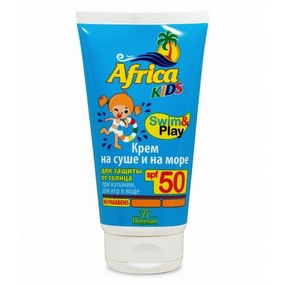 Africa
KIDS
Swim&
Play
Крем
на суше и на море
для защиты
от солнца
при купании,
для игр в воде
spf 50
NO PARABENS
Флоресан